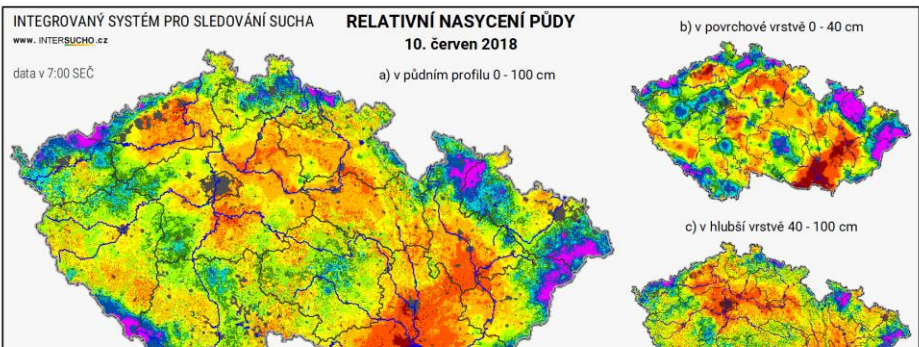 INTEGROVANÝ SYSTÉM PRO SLEDOVÁNÍ SUCHA
www. INTERSUCHO.cz
data v 7:00 SEČ
RELATIVNÍ NASYCENÍ PŮDY
10. červen 2018
a) v půdním profilu 0 - 100 cm
b) v povrchové vrstvě 0 - 40 cm
c) v hlubší vrstvě 40 - 100 cm